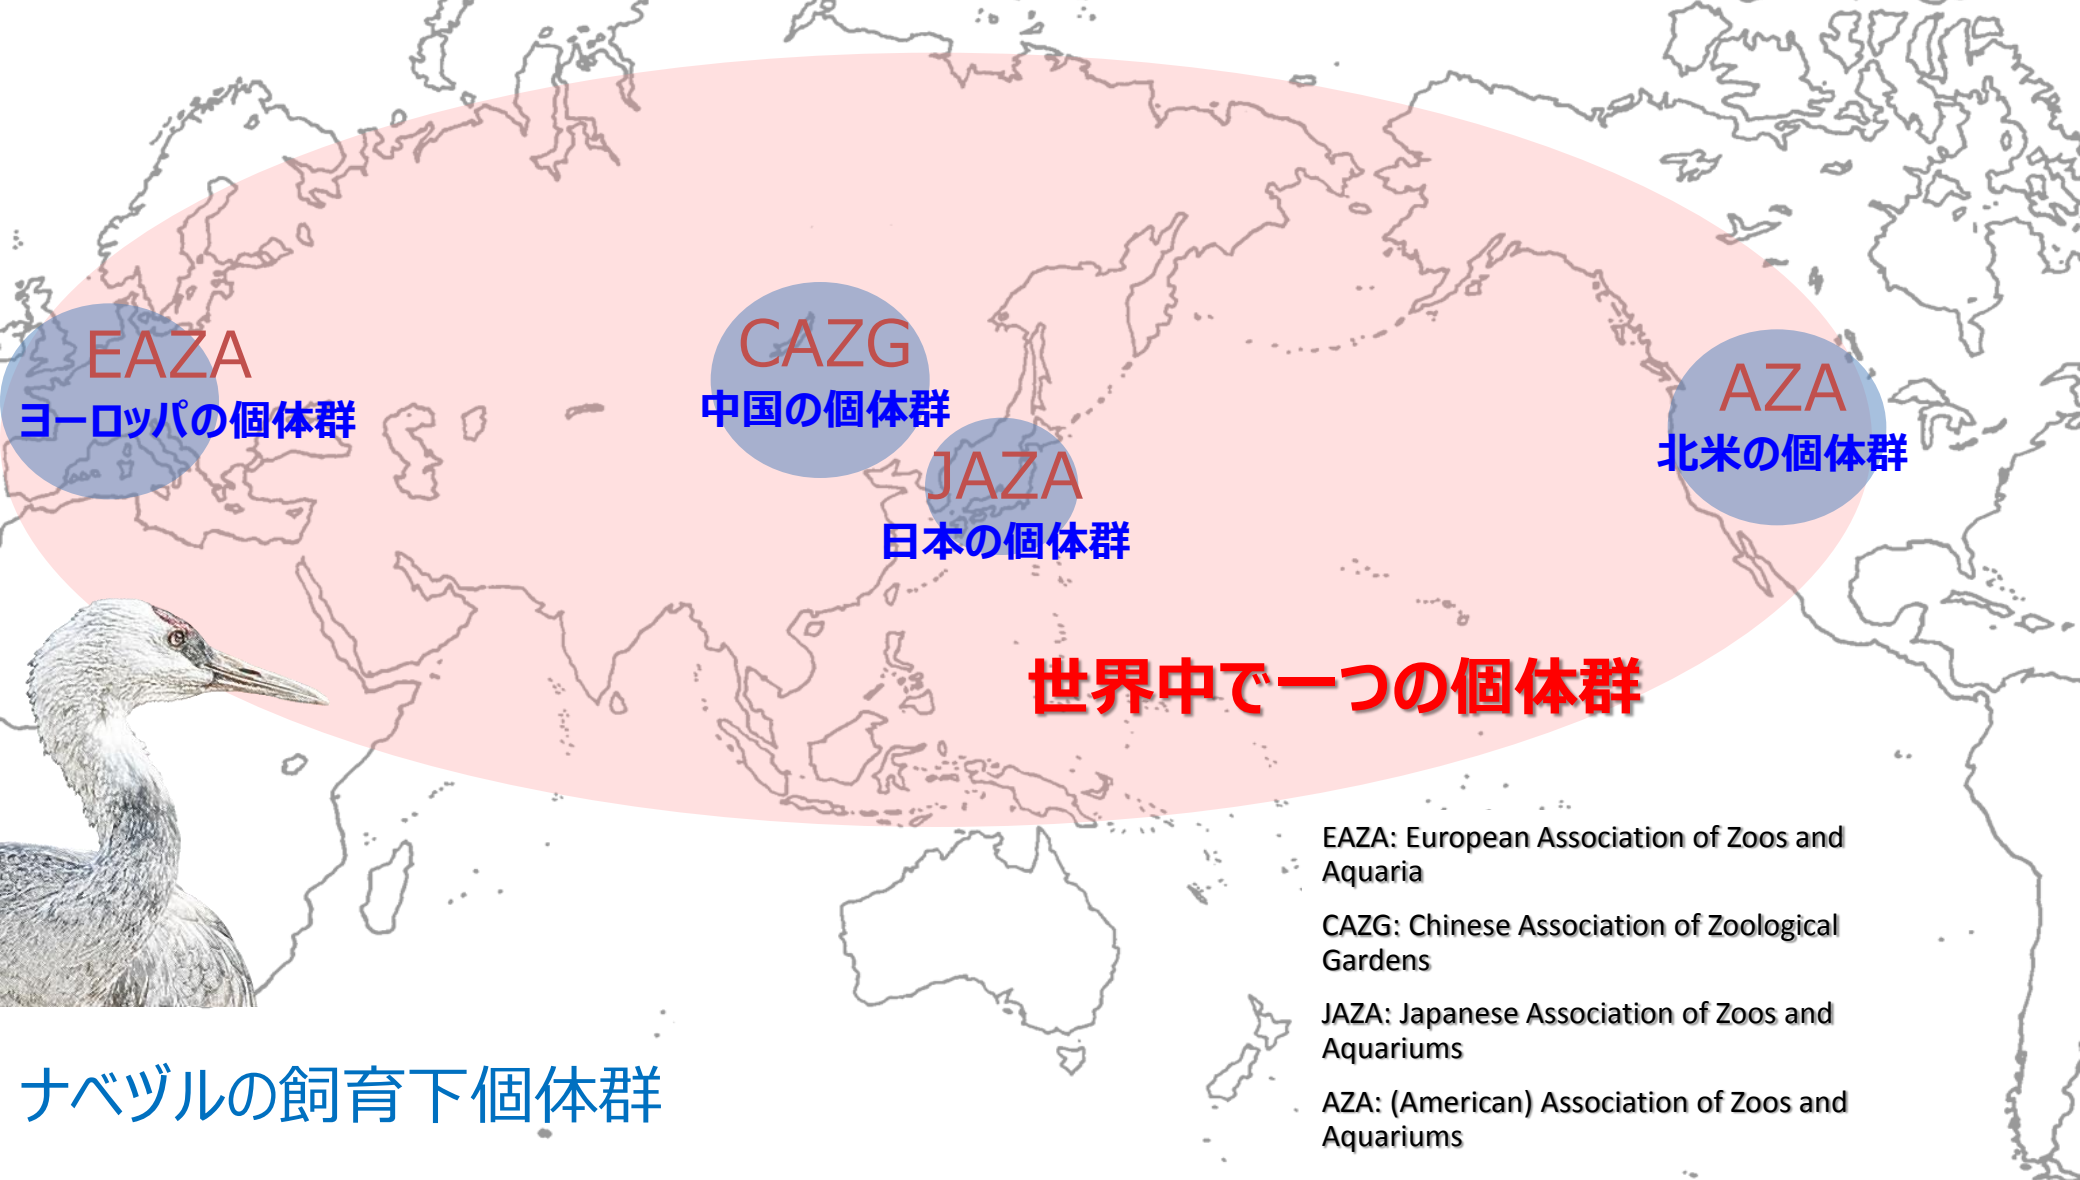 EAZA
ヨーロッパの個体群
CAZG
中国の個体群
JAZA
日本の個体群
AZA
北米の個体群
世界中で一つの個体群
EAZA: European Association of Zoos and
Aquaria
CAZG: Chinese Association of Zoological
Gardens
JAZA: Japanese Association of Zoos and
Aquariums
AZA: (American) Association of Zoos and
Aquariums
ナベヅルの飼育下個体群